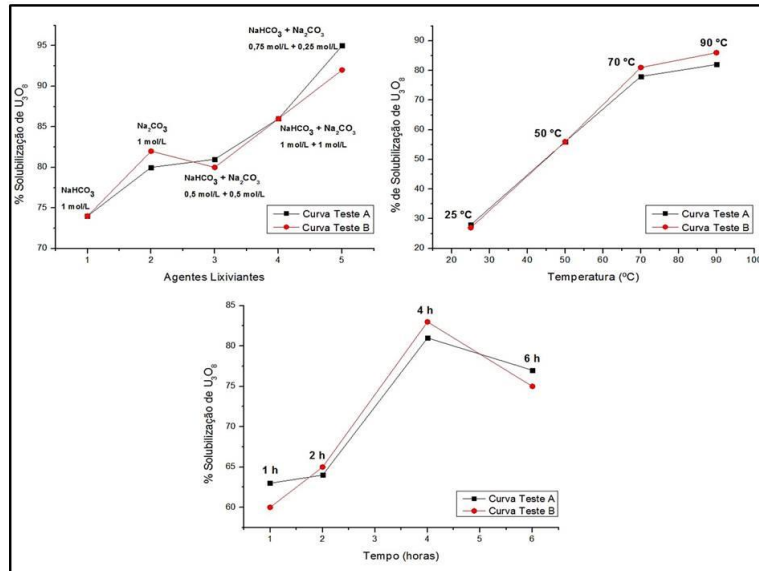 % Solubilização de U₃O₈
95
90
85
80
75
70
NaHCO₃
1 mol/L
Na₂CO₃
1 mol/L
NaHCO₃ + Na₂CO₃
0,5 mol/L + 0,5 mol/L
NaHCO₃ + Na₂CO₃
1 mol/L + 1 mol/L
NaHCO₃ + Na₂CO₃
0,75 mol/L + 0,25 mol/L
Curva Teste A
Curva Teste B
1 2 3 4 5
Agentes Lixiviantes
% de Solubilização de U₃O₈
90
80
70
60
50
40
30
20
25 ºC
50 ºC
70 ºC
90 ºC
Curva Teste A
Curva Teste B
20 30 40 50 60 70 80 90 100
Temperatura (ºC)
% Solubilização de U₃O₈
85
80
75
70
65
60
1 h
2 h
4 h
6 h
Curva Teste A
Curva Teste B
1 2 3 4 5 6
Tempo (horas)